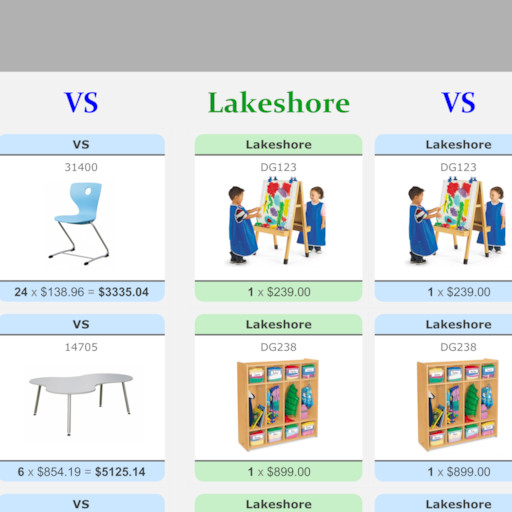 VS
Lakeshore
VS
VS
Lakeshore
Lakeshore
31400
DG123
DG123
24 x $138.96 = $3335.04
1 x $239.00
1 x $239.00
VS
Lakeshore
Lakeshore
14705
DG238
DG238
6 x $854.19 = $5125.14
1 x $899.00
1 x $899.00
VS
Lakeshore
Lakeshore